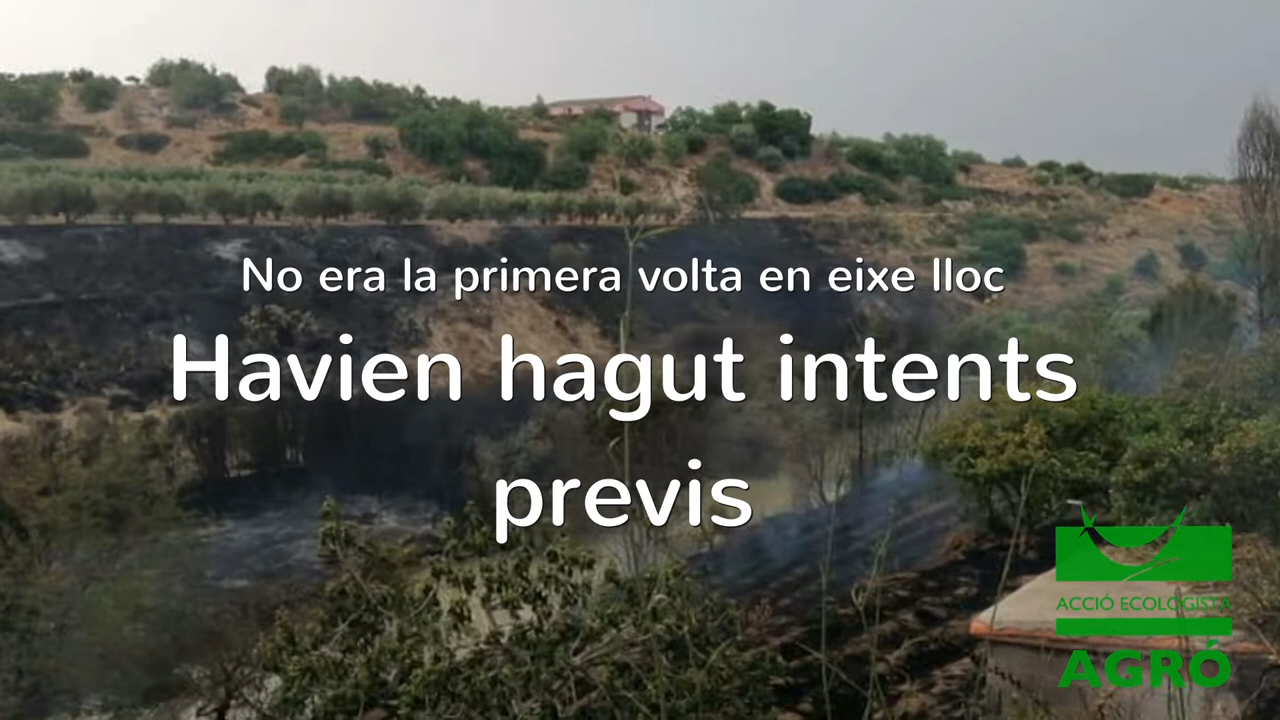 No era la primera volta en eixe lloc
Havien hagut intents
previs
ACCIÓ ECOLOGISTA
AGRÓ